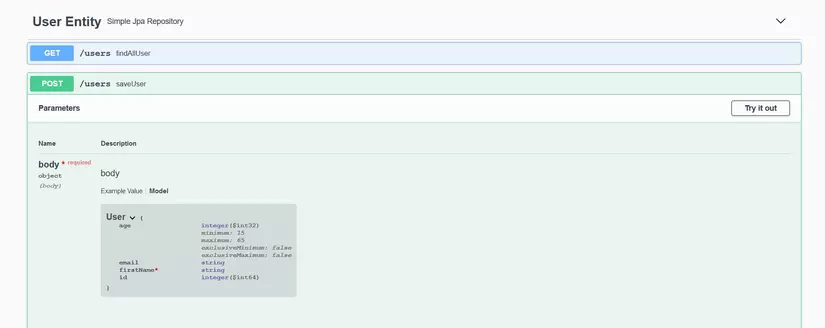 User Entity Simple Jpa Repository
GET /users findAllUser
POST /users saveUser
Parameters
Try it out
Name Description
body * required
object
(body)
body
Example Value Model
User {
age integer($int32)
minimum: 15
maximum: 65
exclusiveMinimum: false
exclusiveMaximum: false
email string
firstName* string
id integer($int64)
}